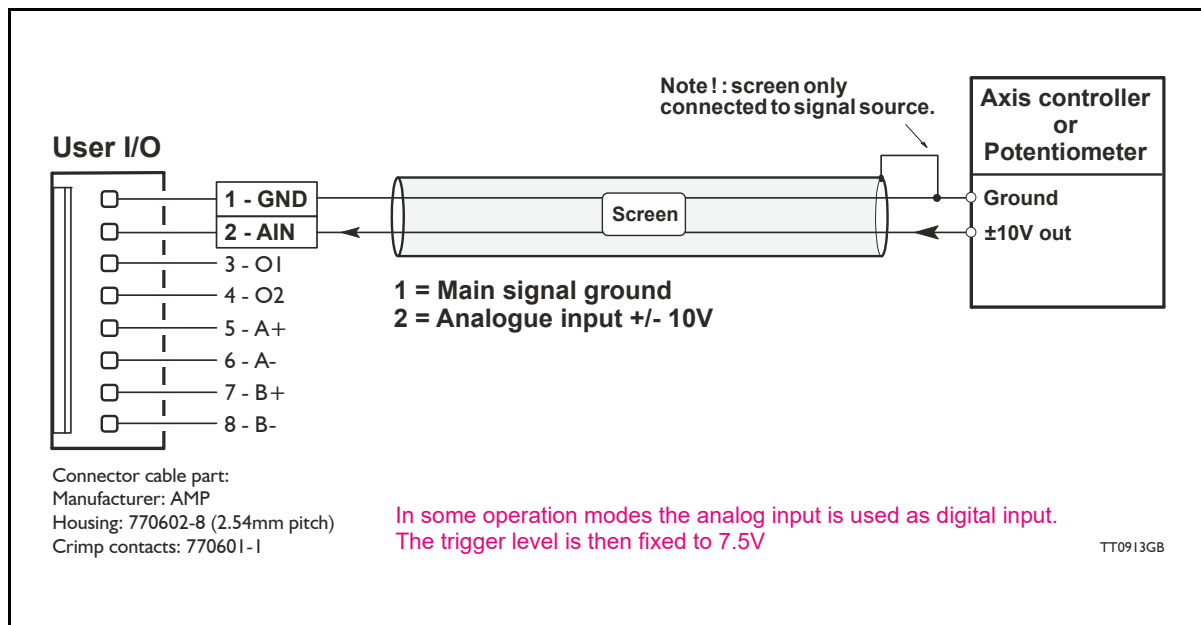 Note! : screen only
connected to signal source.
Axis controller
or
Potentiometer
User I/O
1 - GND
2 - AIN
3 - O1
4 - O2
5 - A+
6 - A-
7 - B+
8 - B-
Screen
Ground
±10V out
1 = Main signal ground
2 = Analogue input +/- 10V
Connector cable part:
Manufacturer: AMP
Housing: 770602-8 (2.54mm pitch)
Crimp contacts: 770601-1
In some operation modes the analog input is used as digital input.
The trigger level is then fixed to 7.5V
TT0913GB